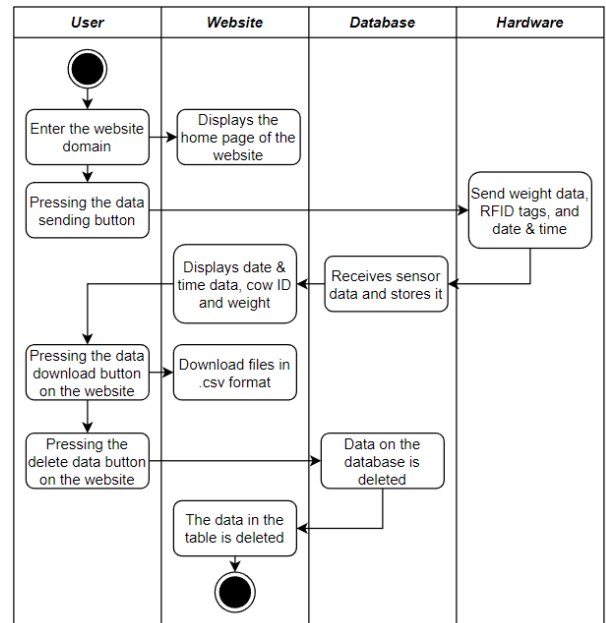 User
Website
Database
Hardware
Enter the website
domain
Displays the
home page of the
website
Pressing the data
sending button
Send weight data,
RFID tags, and
date & time
Receives sensor
data and stores it
Displays date &
time data, cow ID
and weight
Pressing the data
download button
on the website
Download files in
.csv format
Pressing the
delete data button
on the website
Data on the
database is
deleted
The data in the
table is deleted